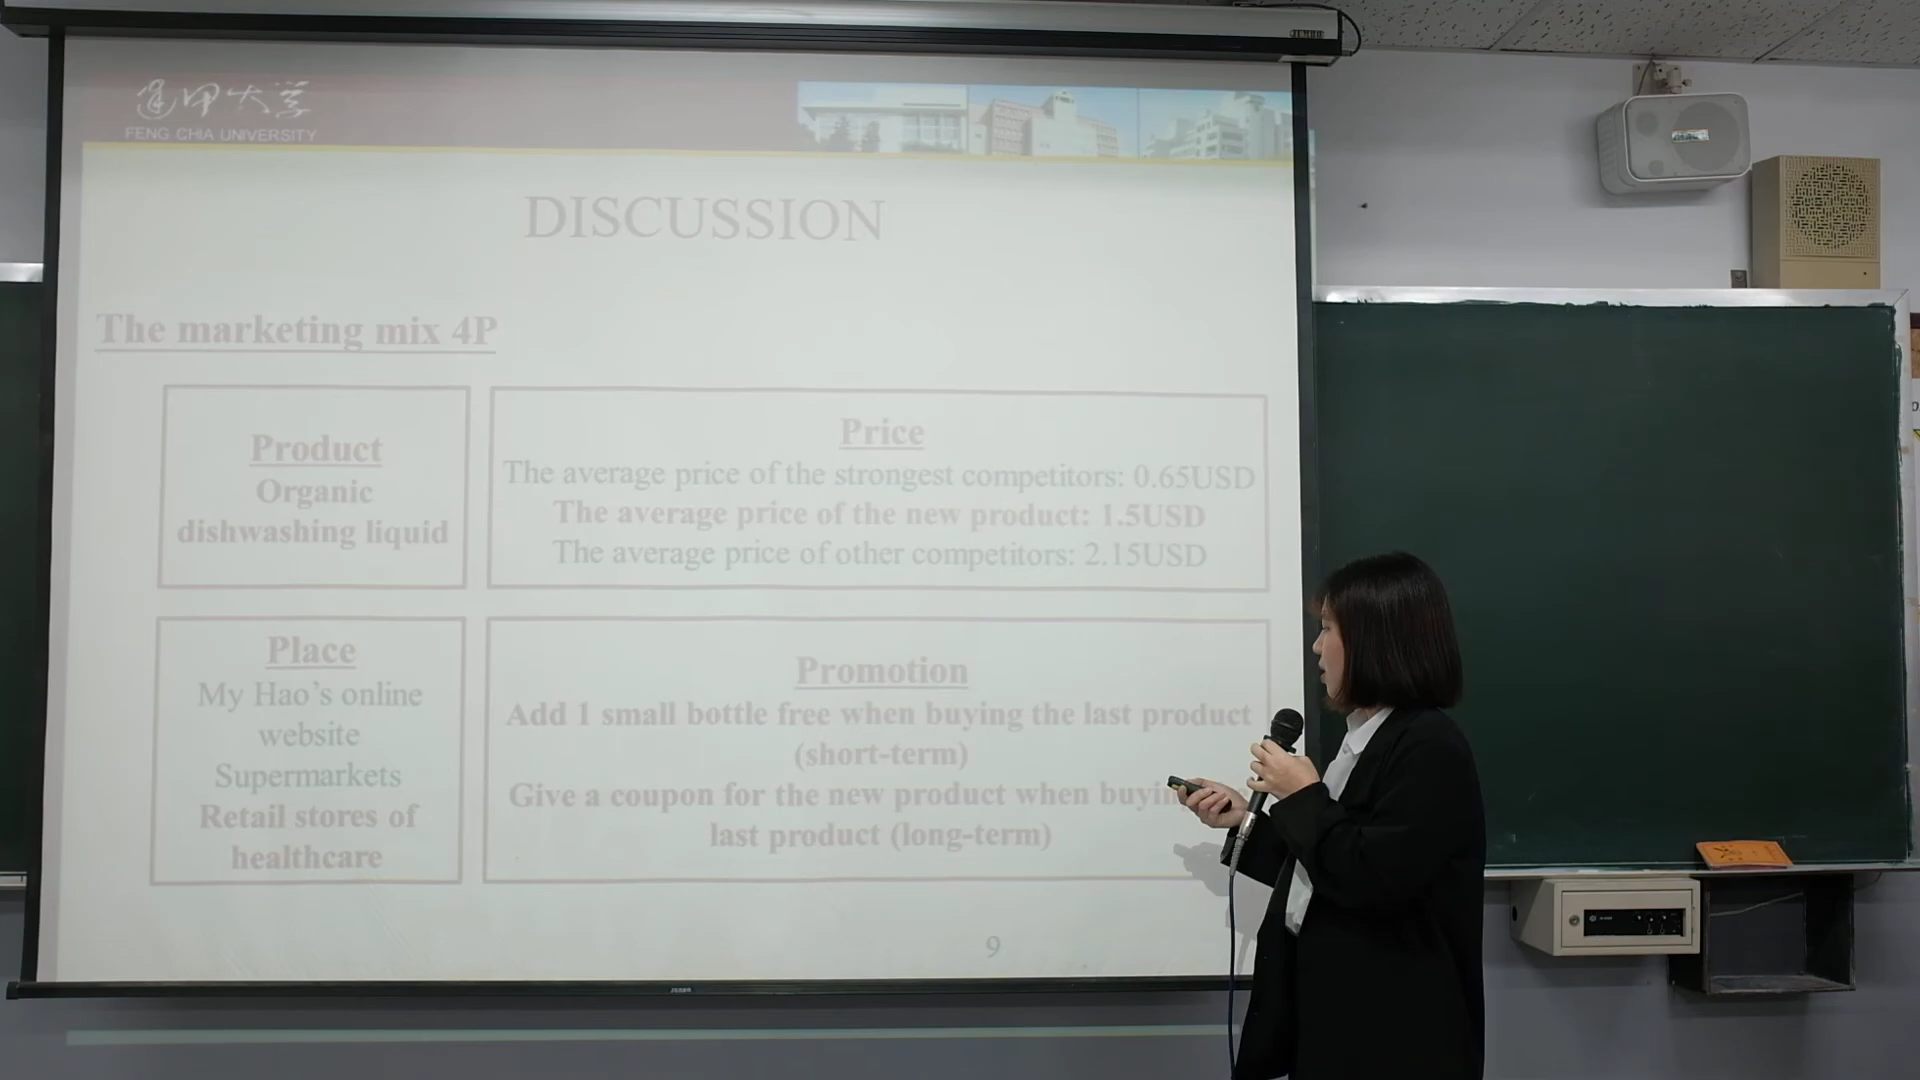 逢甲大學
FENG CHIA UNIVERSITY
DISCUSSION
The marketing mix 4P
Product
Organic
dishwashing liquid
Price
The average price of the strongest competitors: 0.65USD
The average price of the new product: 1.5USD
The average price of other competitors: 2.15USD
Place
My Hao's online
website
Supermarkets
Retail stores of
healthcare
Promotion
Add 1 small bottle free when buying the last product
(short-term)
Give a coupon for the new product when
last product (long-term)
9